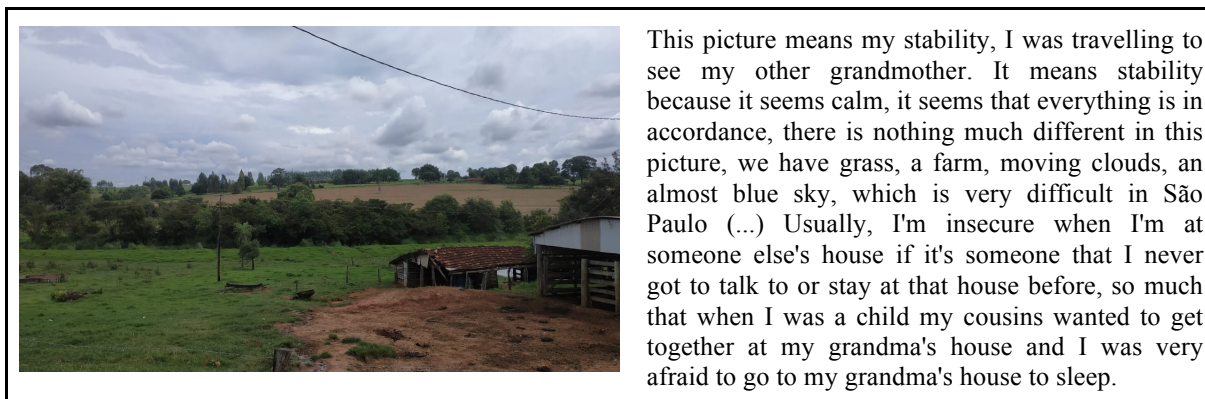 This picture means my stability, I was travelling to
see my other grandmother. It means stability
because it seems calm, it seems that everything is in
accordance, there is nothing much different in this
picture, we have grass, a farm, moving clouds, an
almost blue sky, which is very difficult in São
Paulo (...) Usually, I'm insecure when I'm at
someone else's house if it's someone that I never
got to talk to or stay at that house before, so much
that when I was a child my cousins wanted to get
together at my grandma's house and I was very
afraid to go to my grandma's house to sleep.